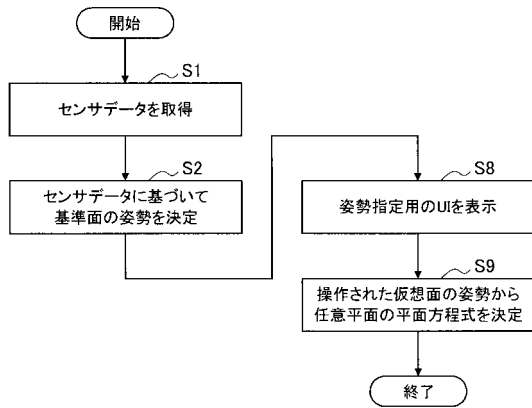 開始
S1
センサデータを取得
S2
センサデータに基づいて
基準面の姿勢を決定
S8
姿勢指定用のUIを表示
S9
操作された仮想面の姿勢から
任意平面の平面方程式を決定
終了